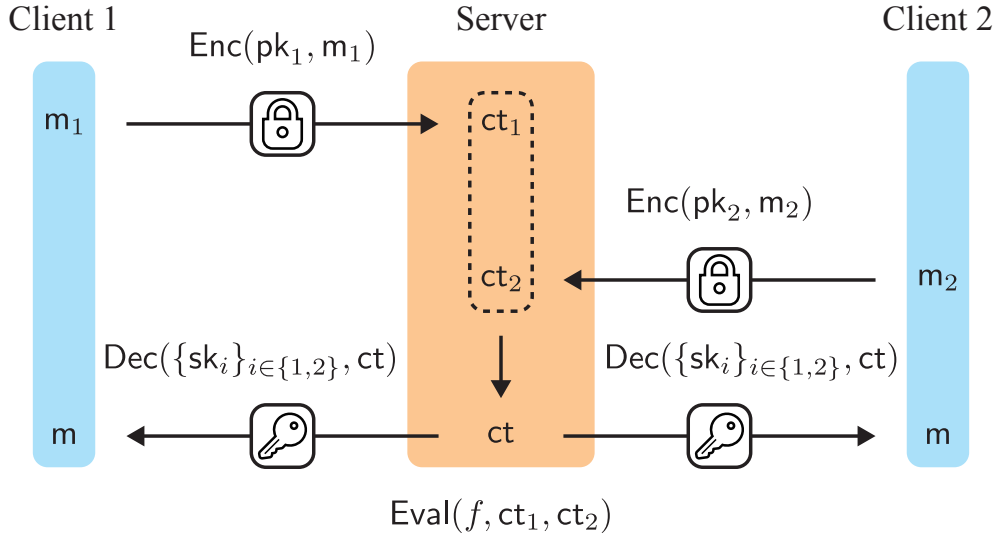 Client 1
Server
Client 2
Enc(pk₁, m₁)
m₁
ct₁
Enc(pk₂, m₂)
ct₂
m₂
Dec({skᵢ}ᵢ∈{1,2}, ct)
Dec({skᵢ}ᵢ∈{1,2}, ct)
m
ct
m
Eval(f, ct₁, ct₂)